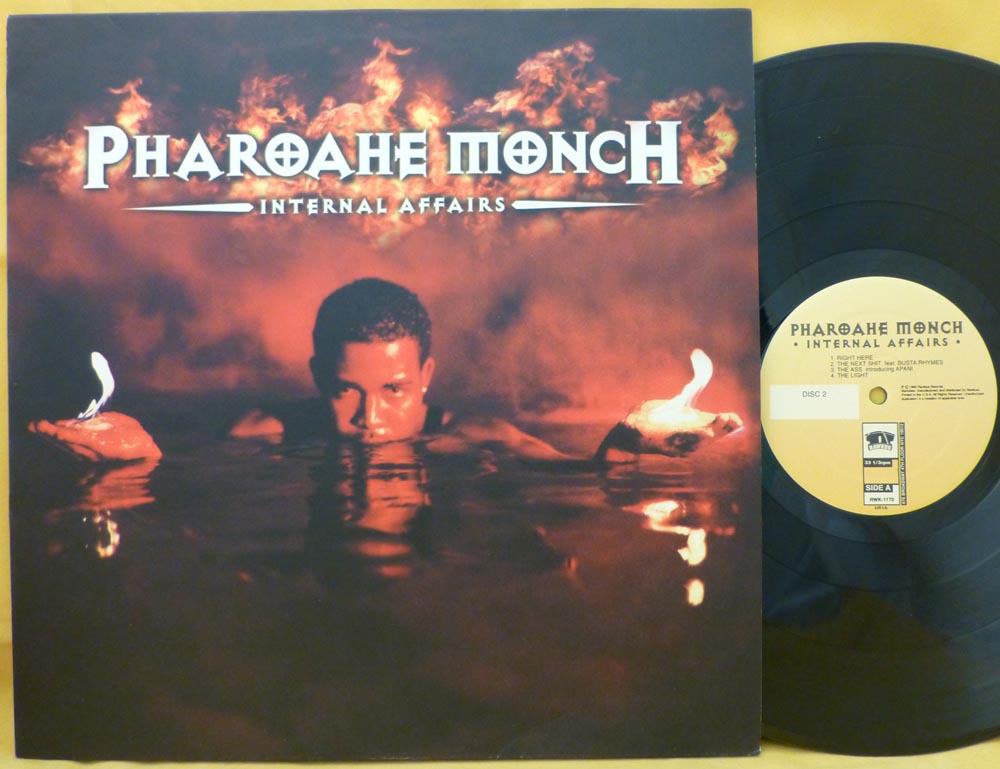 PHAROAHE MONCH
INTERNAL AFFAIRS
PHAROAHE MONCH
• INTERNAL AFFAIRS •
1. RIGHT HERE
2. THE NEXT SHIT feat. BUSTA RHYMES
3. THE ASS introducing APANI
4. THE LIGHT
DISC 2
RAWKUS
33 1/3rpm
SIDE A
RWK-1170